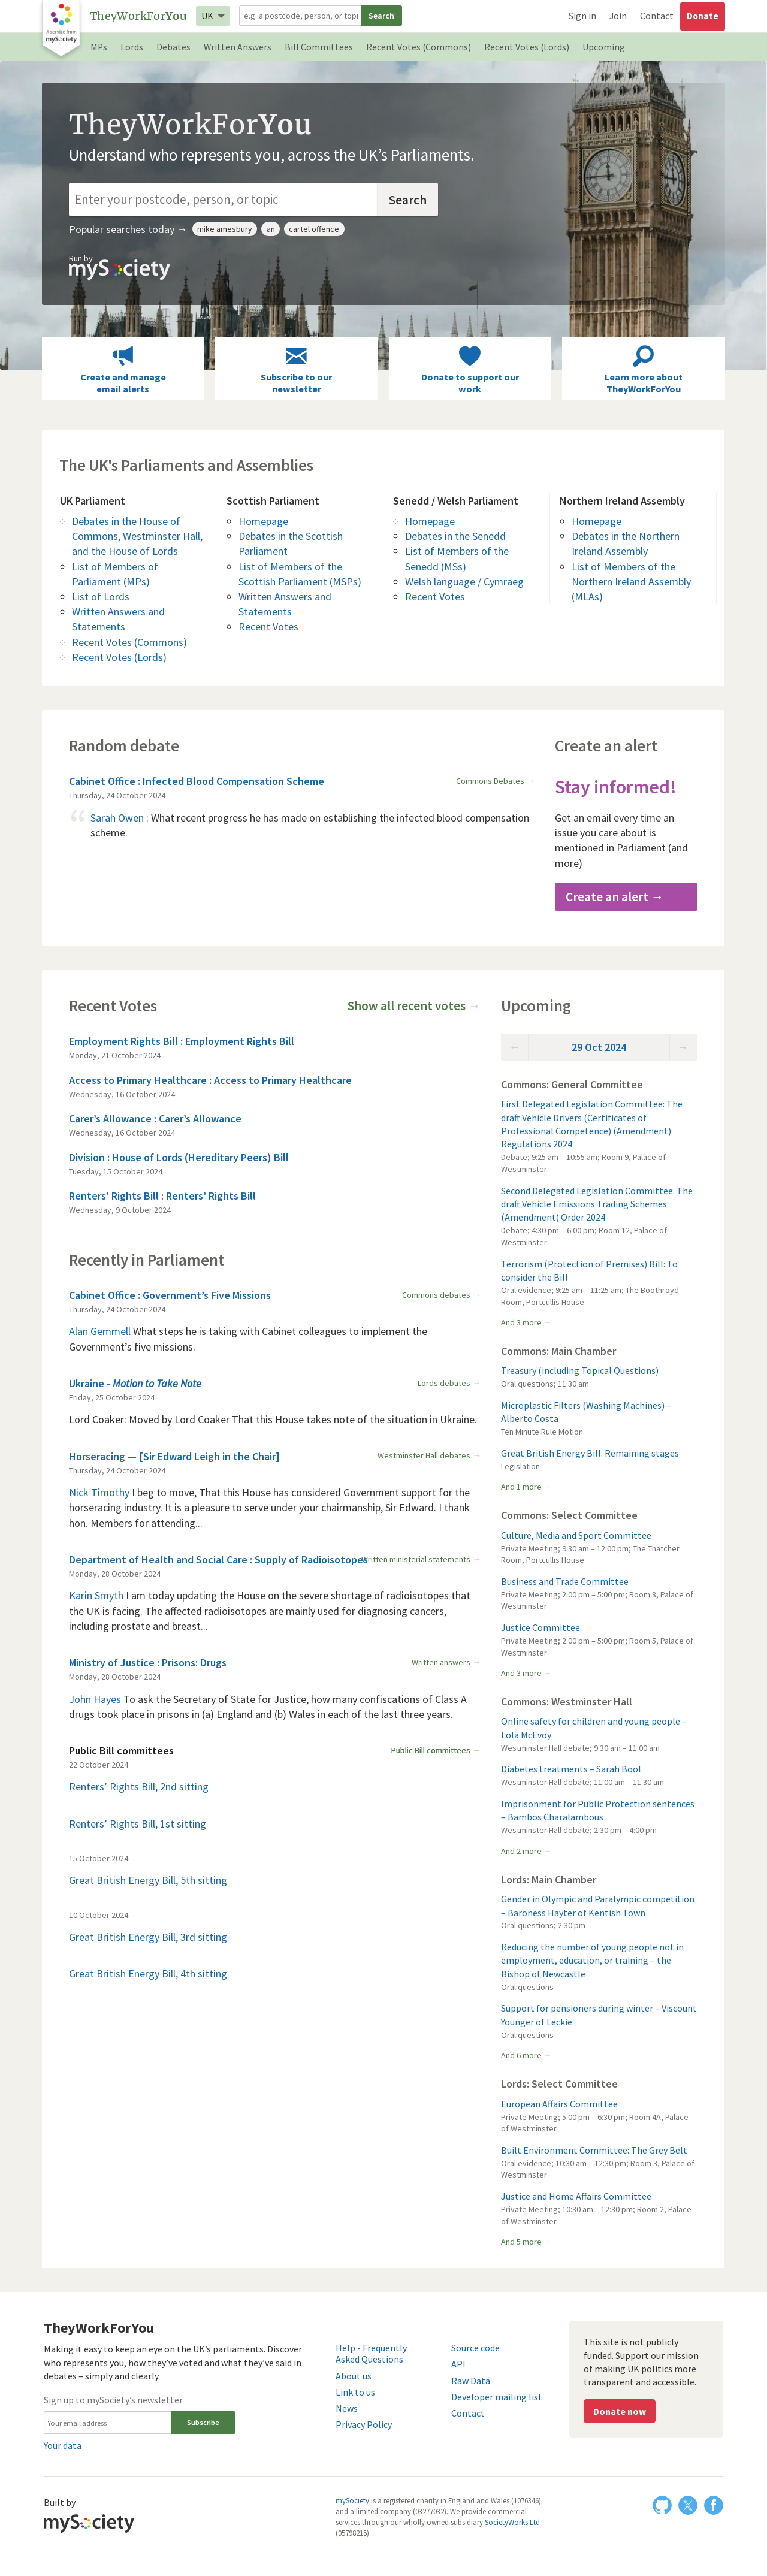 A service from
mySociety
TheyWorkForYou
UK
e.g. a postcode, person, or topi
Search
Sign in
Join
Contact
Donate
MPs
Lords
Debates
Written Answers
Bill Committees
Recent Votes (Commons)
Recent Votes (Lords)
Upcoming
TheyWorkForYou
Understand who represents you, across the UK’s Parliaments.
Enter your postcode, person, or topic
Search
Popular searches today →
mike amesbury
an
cartel offence
Run by
mySociety
Create and manage
email alerts
Subscribe to our
newsletter
Donate to support our
work
Learn more about
TheyWorkForYou
The UK's Parliaments and Assemblies
UK Parliament
Debates in the House of
Commons, Westminster Hall,
and the House of Lords
List of Members of
Parliament (MPs)
List of Lords
Written Answers and
Statements
Recent Votes (Commons)
Recent Votes (Lords)
Scottish Parliament
Homepage
Debates in the Scottish
Parliament
List of Members of the
Scottish Parliament (MSPs)
Written Answers and
Statements
Recent Votes
Senedd / Welsh Parliament
Homepage
Debates in the Senedd
List of Members of the
Senedd (MSs)
Welsh language / Cymraeg
Recent Votes
Northern Ireland Assembly
Homepage
Debates in the Northern
Ireland Assembly
List of Members of the
Northern Ireland Assembly
(MLAs)
Random debate
Cabinet Office : Infected Blood Compensation Scheme
Commons Debates →
Thursday, 24 October 2024
“ Sarah Owen : What recent progress he has made on establishing the infected blood compensation
scheme.
Create an alert
Stay informed!
Get an email every time an
issue you care about is
mentioned in Parliament (and
more)
Create an alert →
Recent Votes
Show all recent votes →
Employment Rights Bill : Employment Rights Bill
Monday, 21 October 2024
Access to Primary Healthcare : Access to Primary Healthcare
Wednesday, 16 October 2024
Carer’s Allowance : Carer’s Allowance
Wednesday, 16 October 2024
Division : House of Lords (Hereditary Peers) Bill
Tuesday, 15 October 2024
Renters’ Rights Bill : Renters’ Rights Bill
Wednesday, 9 October 2024
Recently in Parliament
Cabinet Office : Government’s Five Missions
Commons debates →
Thursday, 24 October 2024
Alan Gemmell What steps he is taking with Cabinet colleagues to implement the
Government’s five missions.
Ukraine - Motion to Take Note
Lords debates →
Friday, 25 October 2024
Lord Coaker: Moved by Lord Coaker That this House takes note of the situation in Ukraine.
Horseracing — [Sir Edward Leigh in the Chair]
Westminster Hall debates →
Thursday, 24 October 2024
Nick Timothy I beg to move, That this House has considered Government support for the
horseracing industry. It is a pleasure to serve under your chairmanship, Sir Edward. I thank
hon. Members for attending...
Department of Health and Social Care : Supply of Radioisotopes
Written ministerial statements →
Monday, 28 October 2024
Karin Smyth I am today updating the House on the severe shortage of radioisotopes that
the UK is facing. The affected radioisotopes are mainly used for diagnosing cancers,
including prostate and breast...
Ministry of Justice : Prisons: Drugs
Written answers →
Monday, 28 October 2024
John Hayes To ask the Secretary of State for Justice, how many confiscations of Class A
drugs took place in prisons in (a) England and (b) Wales in each of the last three years.
Public Bill committees
Public Bill committees →
22 October 2024
Renters’ Rights Bill, 2nd sitting
Renters’ Rights Bill, 1st sitting
15 October 2024
Great British Energy Bill, 5th sitting
10 October 2024
Great British Energy Bill, 3rd sitting
Great British Energy Bill, 4th sitting
Upcoming
← 29 Oct 2024 →
Commons: General Committee
First Delegated Legislation Committee: The
draft Vehicle Drivers (Certificates of
Professional Competence) (Amendment)
Regulations 2024
Debate; 9:25 am – 10:55 am; Room 9, Palace of
Westminster
Second Delegated Legislation Committee: The
draft Vehicle Emissions Trading Schemes
(Amendment) Order 2024
Debate; 4:30 pm – 6:00 pm; Room 12, Palace of
Westminster
Terrorism (Protection of Premises) Bill: To
consider the Bill
Oral evidence; 9:25 am – 11:25 am; The Boothroyd
Room, Portcullis House
And 3 more →
Commons: Main Chamber
Treasury (including Topical Questions)
Oral questions; 11:30 am
Microplastic Filters (Washing Machines) –
Alberto Costa
Ten Minute Rule Motion
Great British Energy Bill: Remaining stages
Legislation
And 1 more →
Commons: Select Committee
Culture, Media and Sport Committee
Private Meeting; 9:30 am – 12:00 pm; The Thatcher
Room, Portcullis House
Business and Trade Committee
Private Meeting; 2:00 pm – 5:00 pm; Room 8, Palace of
Westminster
Justice Committee
Private Meeting; 2:00 pm – 5:00 pm; Room 5, Palace of
Westminster
And 3 more →
Commons: Westminster Hall
Online safety for children and young people –
Lola McEvoy
Westminster Hall debate; 9:30 am – 11:00 am
Diabetes treatments – Sarah Bool
Westminster Hall debate; 11:00 am – 11:30 am
Imprisonment for Public Protection sentences
– Bambos Charalambous
Westminster Hall debate; 2:30 pm – 4:00 pm
And 2 more →
Lords: Main Chamber
Gender in Olympic and Paralympic competition
– Baroness Hayter of Kentish Town
Oral questions; 2:30 pm
Reducing the number of young people not in
employment, education, or training – the
Bishop of Newcastle
Oral questions
Support for pensioners during winter – Viscount
Younger of Leckie
Oral questions
And 6 more →
Lords: Select Committee
European Affairs Committee
Private Meeting; 5:00 pm – 6:30 pm; Room 4A, Palace
of Westminster
Built Environment Committee: The Grey Belt
Oral evidence; 10:30 am – 12:30 pm; Room 3, Palace of
Westminster
Justice and Home Affairs Committee
Private Meeting; 10:30 am – 12:30 pm; Room 2, Palace
of Westminster
And 5 more →
TheyWorkForYou
Making it easy to keep an eye on the UK’s parliaments. Discover
who represents you, how they’ve voted and what they’ve said in
debates – simply and clearly.
Sign up to mySociety’s newsletter
Your email address
Subscribe
Your data
Help - Frequently
Asked Questions
About us
Link to us
News
Privacy Policy
Source code
API
Raw Data
Developer mailing list
Contact
This site is not publicly
funded. Support our mission
of making UK politics more
transparent and accessible.
Donate now
Built by
mySociety
mySociety is a registered charity in England and Wales (1076346)
and a limited company (03277032). We provide commercial
services through our wholly owned subsidiary SocietyWorks Ltd
(05798215).